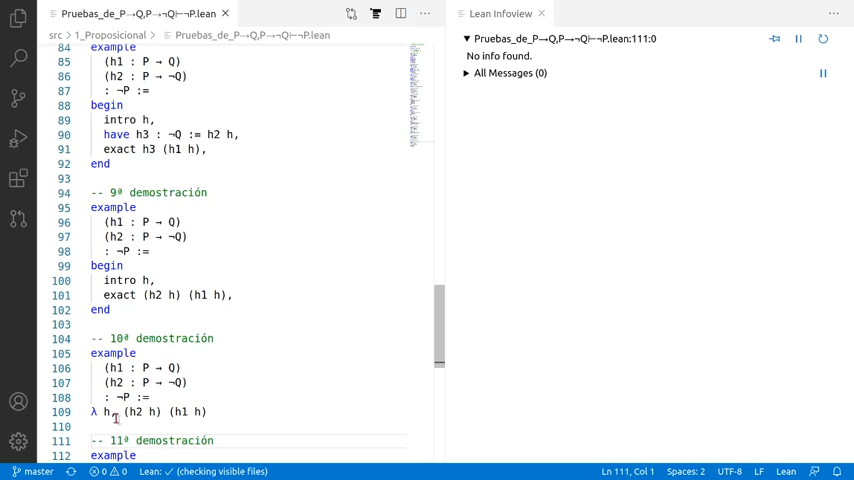 Pruebas_de_P→Q,P→¬Q⊢¬P.lean
Lean Infoview
src > 1_Proposicional > Pruebas_de_P→Q,P→¬Q⊢¬P.lean
Pruebas_de_P→Q,P→¬Q⊢¬P.lean:111:0
No info found.
All Messages (0)
84 example
85 (h1 : P → Q)
86 (h2 : P → ¬Q)
87 : ¬P :=
88 begin
89 intro h,
90 have h3 : ¬Q := h2 h,
91 exact h3 (h1 h),
92 end
93
94 -- 9ª demostración
95 example
96 (h1 : P → Q)
97 (h2 : P → ¬Q)
98 : ¬P :=
99 begin
100 intro h,
101 exact (h2 h) (h1 h),
102 end
103
104 -- 10ª demostración
105 example
106 (h1 : P → Q)
107 (h2 : P → ¬Q)
108 : ¬P :=
109 λ h, (h2 h) (h1 h)
110
111 -- 11ª demostración
112 example
master 0 0 Lean: ✓ (checking visible files) Ln 111, Col 1 Spaces: 2 UTF-8 LF Lean